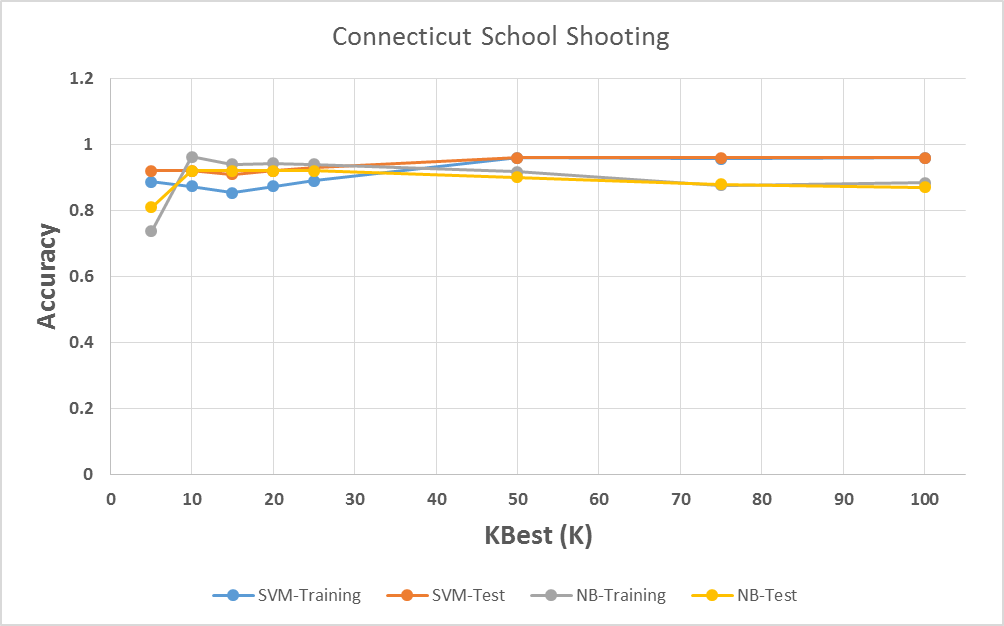 Connecticut School Shooting
1.2
1
0.8
0.6
0.4
0.2
0
Accuracy
0 10 20 30 40 50 60 70 80 90 100
KBest (K)
SVM-Training SVM-Test NB-Training NB-Test